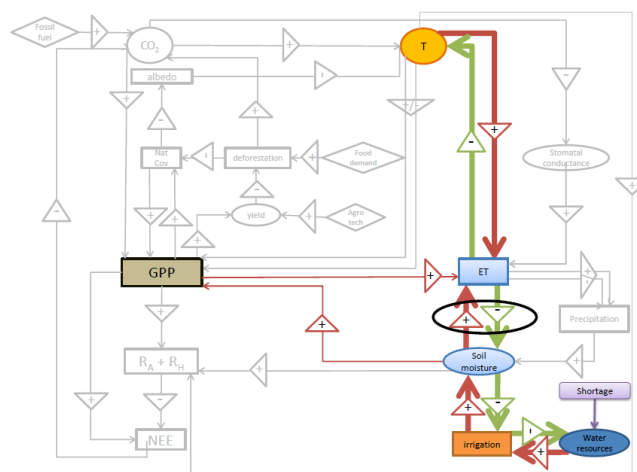 Fossil
fuel
+
CO2
+
T
albedo
-
+/-
+
-
+
-
+
-
+
Nat
Cov
-
deforestation
+
Food
demand
Stomatal
conductance
-
+
+
+
yield
+
Agro
tech
+
-
+
GPP
+
ET
+
-
+
-
+
Precipitation
+
RA + RH
+
Soil
moisture
+
+
-
+
-
Shortage
NEE
irrigation
-
+
Water
resources